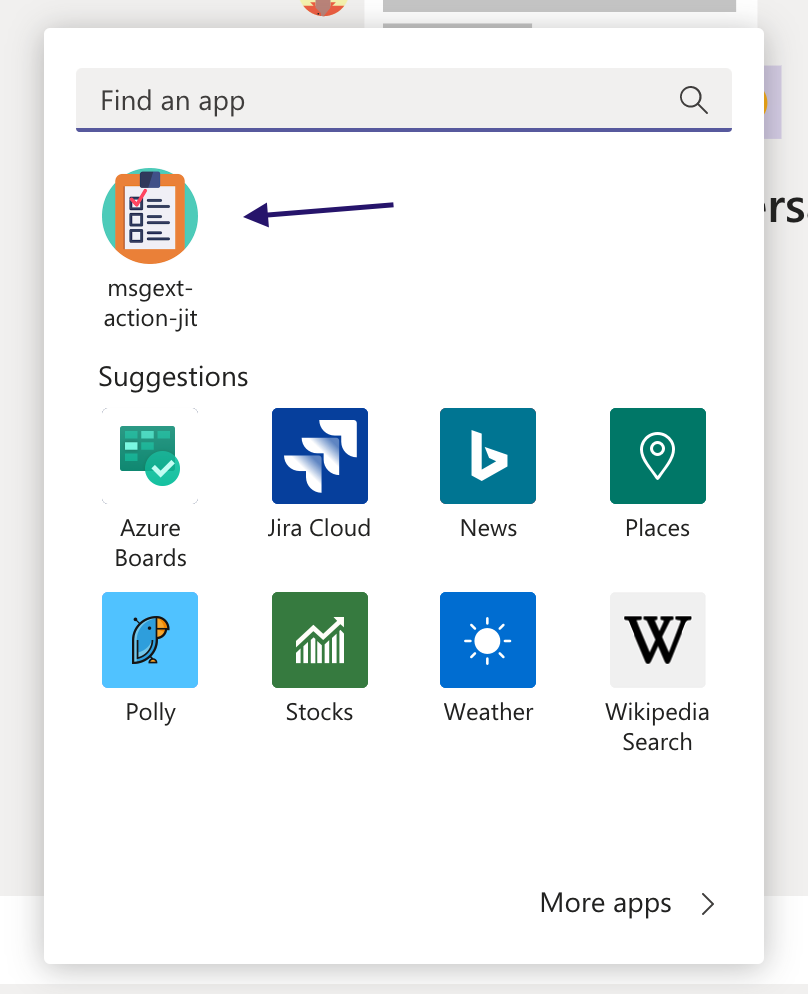 Find an app
ers
msgext-
action-jit
Suggestions
Azure
Boards
Jira Cloud
News
Places
Polly
Stocks
Weather
W
Wikipedia
Search
More apps